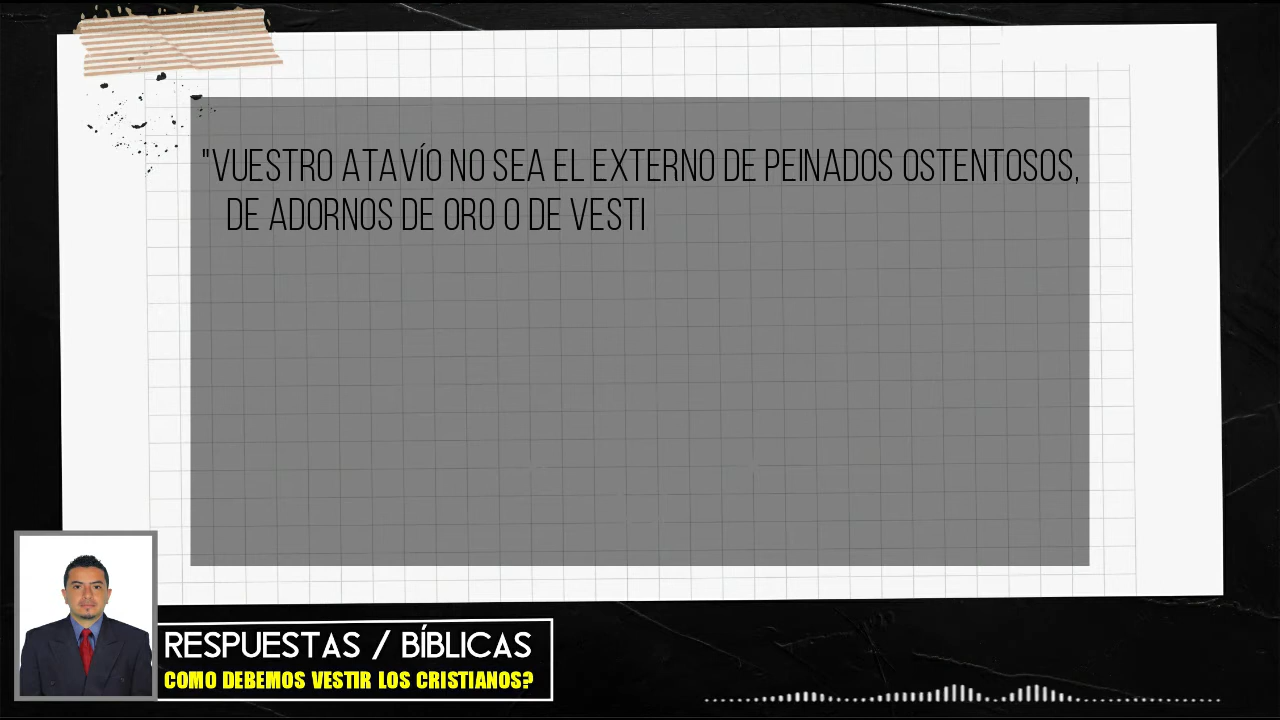 "VUESTRO ATAVÍO NO SEA EL EXTERNO DE PEINADOS OSTENTOSOS,
DE ADORNOS DE ORO O DE VESTI
RESPUESTAS / BÍBLICAS
COMO DEBEMOS VESTIR LOS CRISTIANOS?